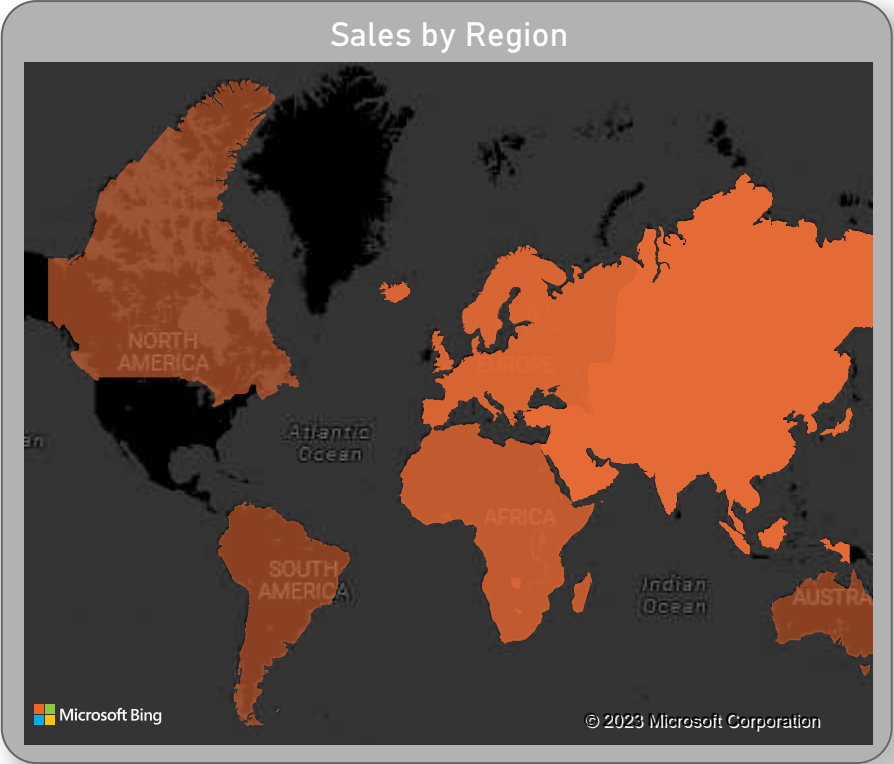 Sales by Region
NORTH
AMERICA
EUROPE
Atlantic
Ocean
an
AFRICA
SOUTH
AMERICA
Indian
Ocean
AUSTRA
Microsoft Bing
© 2023 Microsoft Corporation